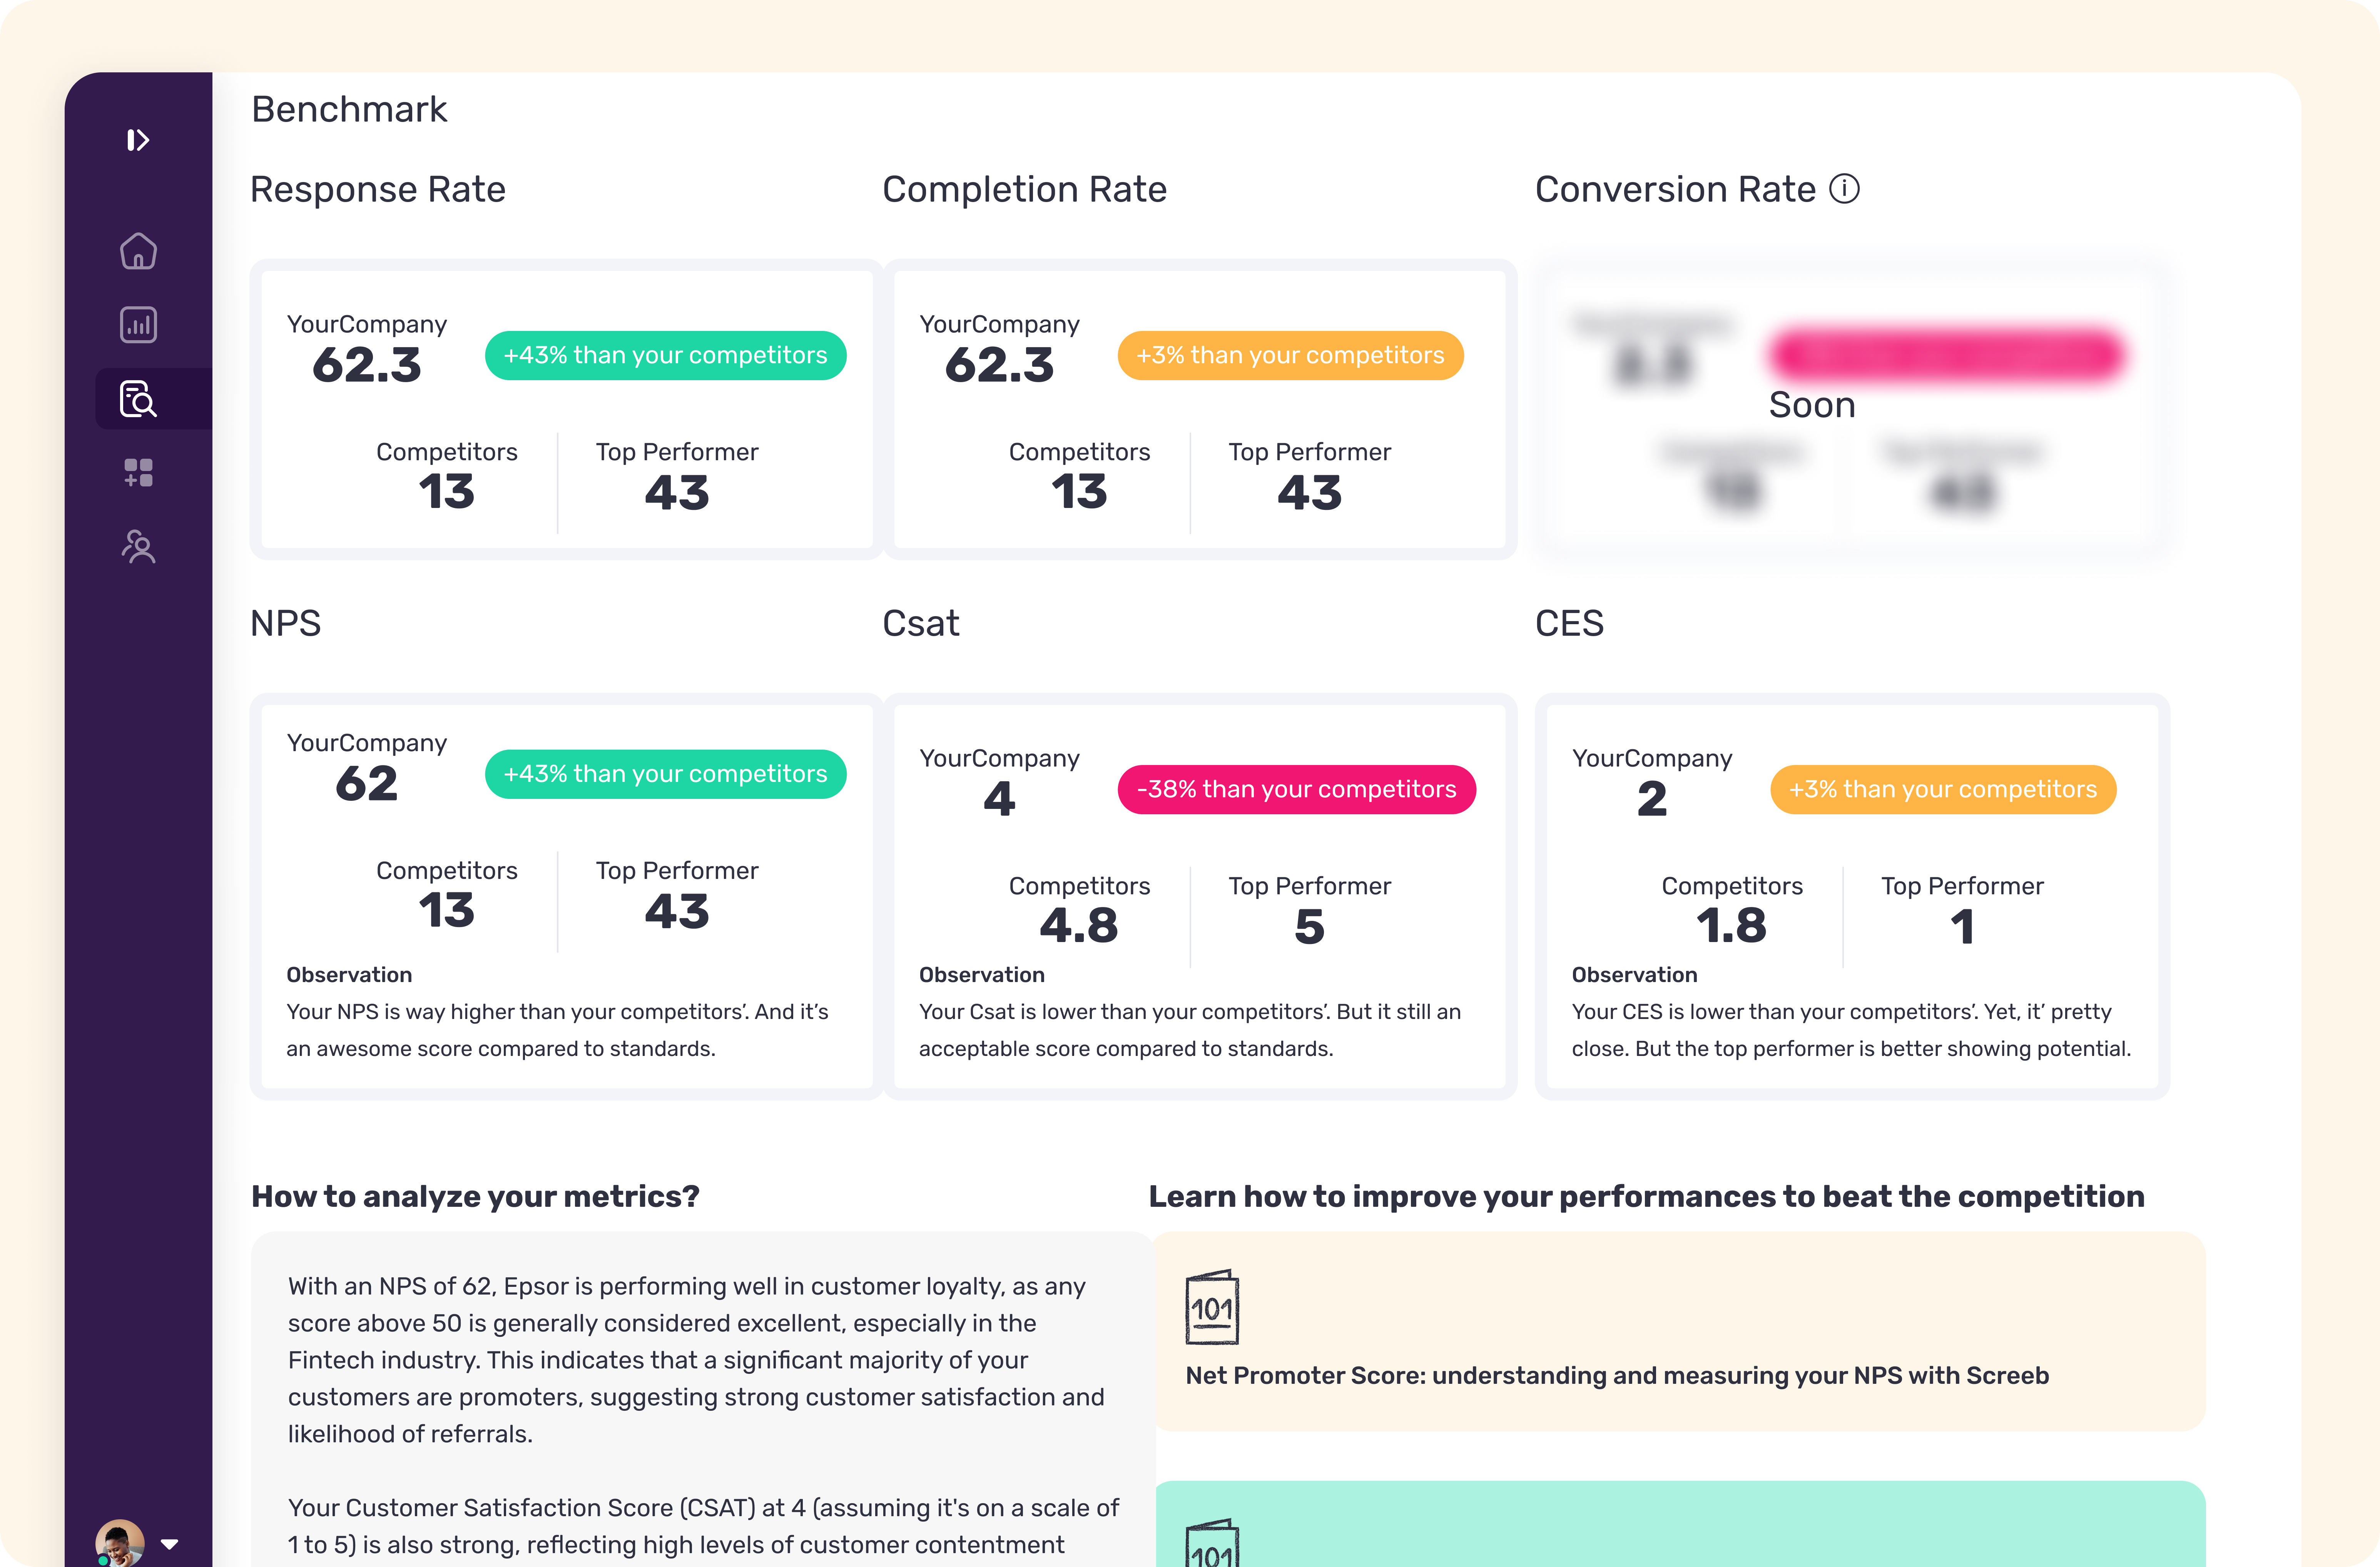 Benchmark
Response Rate
YourCompany
62.3
+43% than your competitors
Competitors
13
Top Performer
43
Completion Rate
YourCompany
62.3
+3% than your competitors
Competitors
13
Top Performer
43
Conversion Rate
Soon
NPS
YourCompany
62
+43% than your competitors
Competitors
13
Top Performer
43
Observation
Your NPS is way higher than your competitors’. And it’s
an awesome score compared to standards.
Csat
YourCompany
4
-38% than your competitors
Competitors
4.8
Top Performer
5
Observation
Your Csat is lower than your competitors’. But it still an
acceptable score compared to standards.
CES
YourCompany
2
+3% than your competitors
Competitors
1.8
Top Performer
1
Observation
Your CES is lower than your competitors’. Yet, it’ pretty
close. But the top performer is better showing potential.
How to analyze your metrics?
With an NPS of 62, Epsor is performing well in customer loyalty, as any
score above 50 is generally considered excellent, especially in the
Fintech industry. This indicates that a significant majority of your
customers are promoters, suggesting strong customer satisfaction and
likelihood of referrals.
Your Customer Satisfaction Score (CSAT) at 4 (assuming it's on a scale of
1 to 5) is also strong, reflecting high levels of customer contentment
Learn how to improve your performances to beat the competition
101
Net Promoter Score: understanding and measuring your NPS with Screeb
101